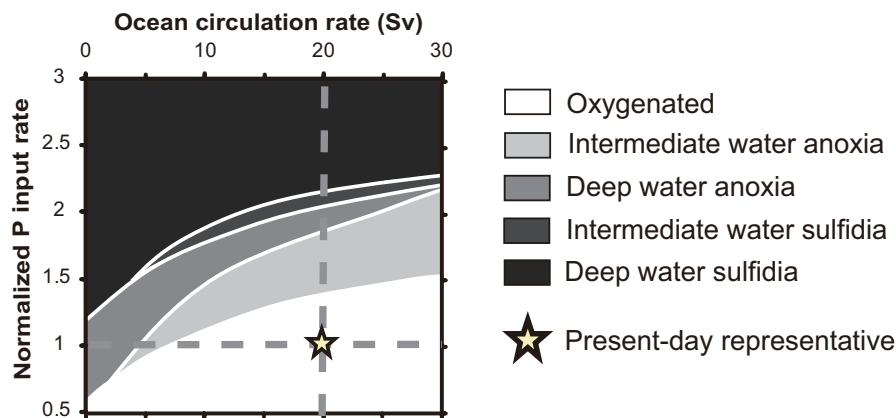 Ocean circulation rate (Sv)
0 10 20 30
Normalized P input rate
3
2.5
2
1.5
1
0.5
Oxygenated
Intermediate water anoxia
Deep water anoxia
Intermediate water sulfidia
Deep water sulfidia
Present-day representative